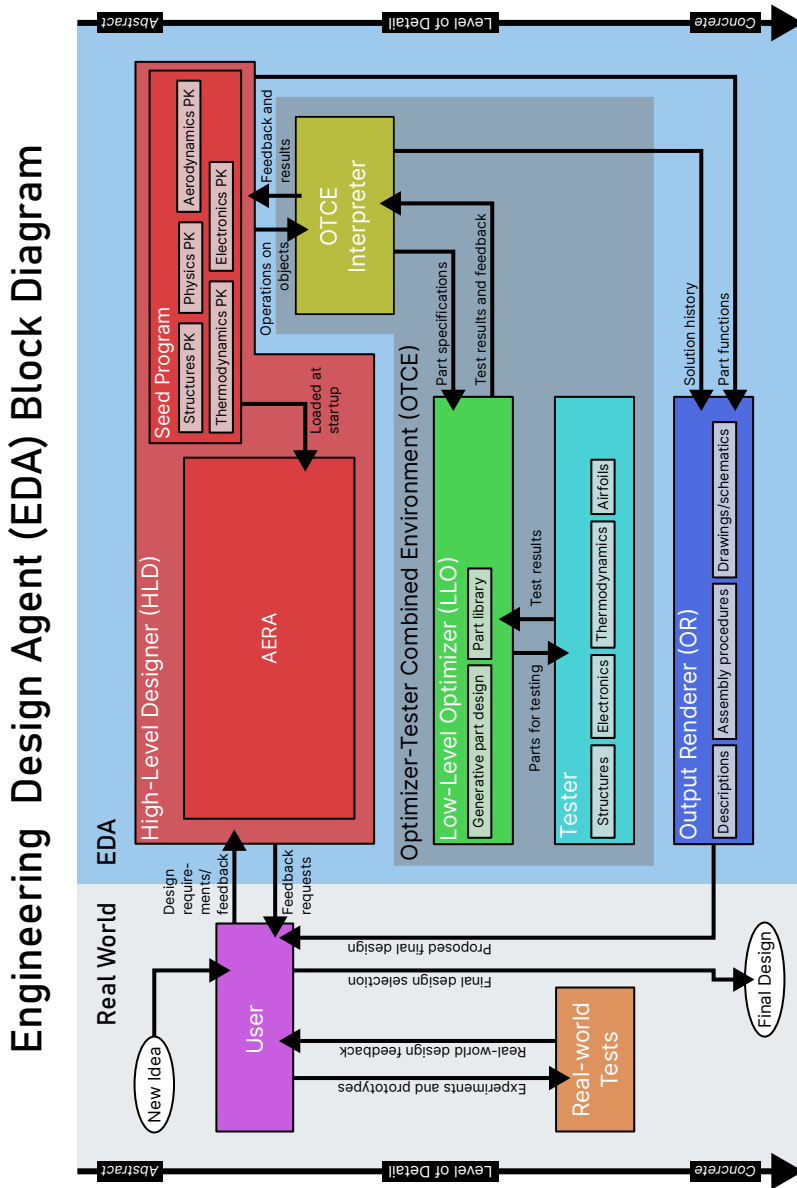 Engineering Design Agent (EDA) Block Diagram
Real World
EDA
Abstract
Level of Detail
Concrete
New Idea
User
Experiments and prototypes
Real-world design feedback
Real-world
Tests
Final design selection
Proposed final design
Final Design
Design
require-
ments/
feedback
Feedback
requests
High-Level Designer (HLD)
AERA
Loaded at
startup
Seed Program
Structures PK
Physics PK
Aerodynamics PK
Thermodynamics PK
Electronics PK
Operations on
objects
Feedback and
results
Optimizer-Tester Combined Environment (OTCE)
OTCE
Interpreter
Part specifications
Test results and feedback
Low-Level Optimizer (LLO)
Generative part design
Part library
Parts for testing
Test results
Tester
Structures
Electronics
Thermodynamics
Airfoils
Output Renderer (OR)
Descriptions
Assembly procedures
Drawings/schematics
Solution history
Part functions
Abstract
Level of Detail
Concrete